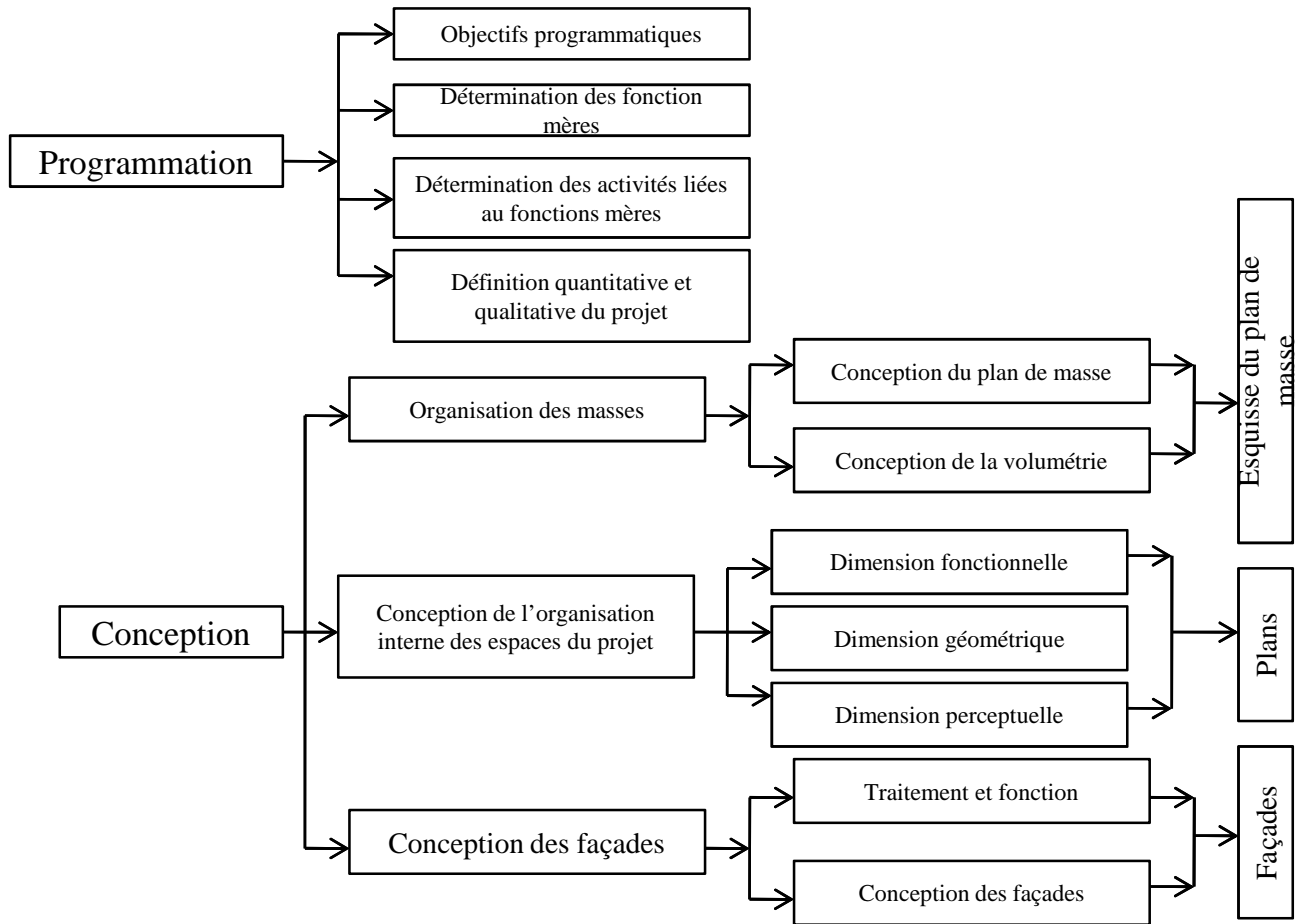 Objectifs programmatiques
Détermination des fonction
mères
Programmation
Détermination des activités liées
au fonctions mères
Définition quantitative et
qualitative du projet
Organisation des masses
Conception du plan de masse
Conception de la volumétrie
Esquisse du plan de
masse
Conception
Conception de l’organisation
interne des espaces du projet
Dimension fonctionnelle
Dimension géométrique
Dimension perceptuelle
Plans
Conception des façades
Traitement et fonction
Conception des façades
Façades